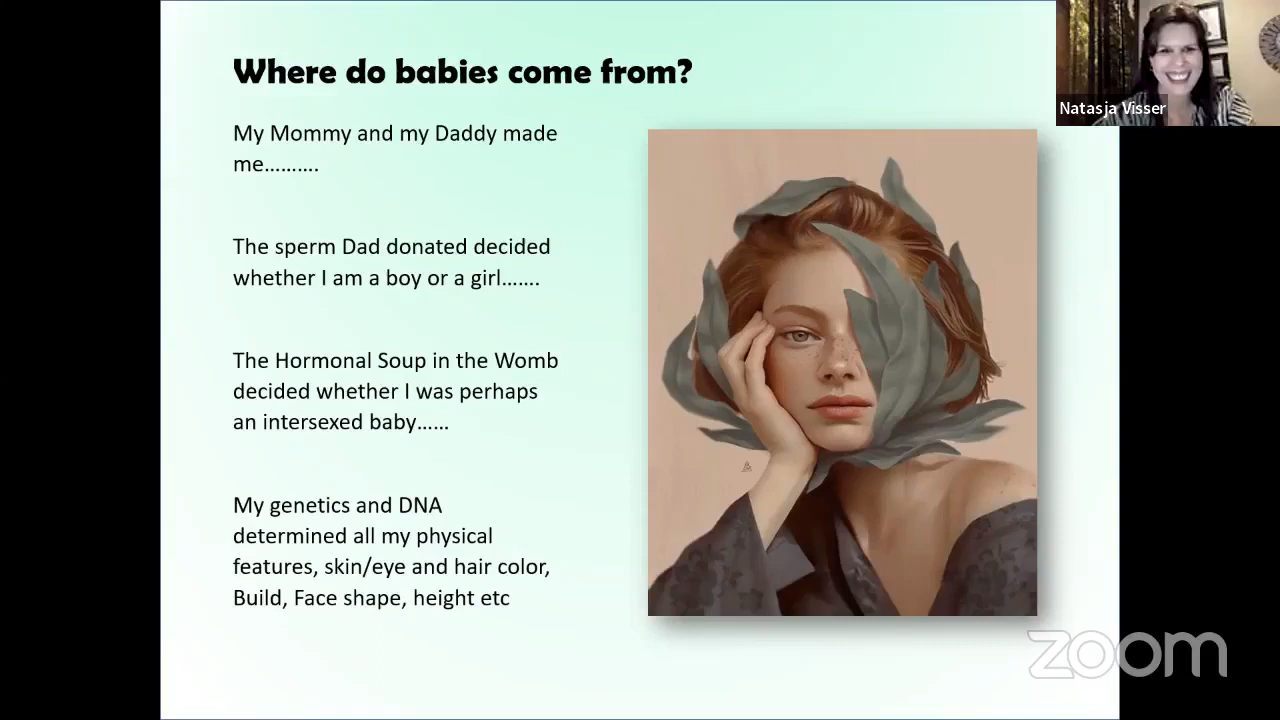 Where do babies come from?
My Mommy and my Daddy made
me……….
The sperm Dad donated decided
whether I am a boy or a girl…….
The Hormonal Soup in the Womb
decided whether I was perhaps
an intersexed baby……
My genetics and DNA
determined all my physical
features, skin/eye and hair color,
Build, Face shape, height etc
Natasja Visser
zoom